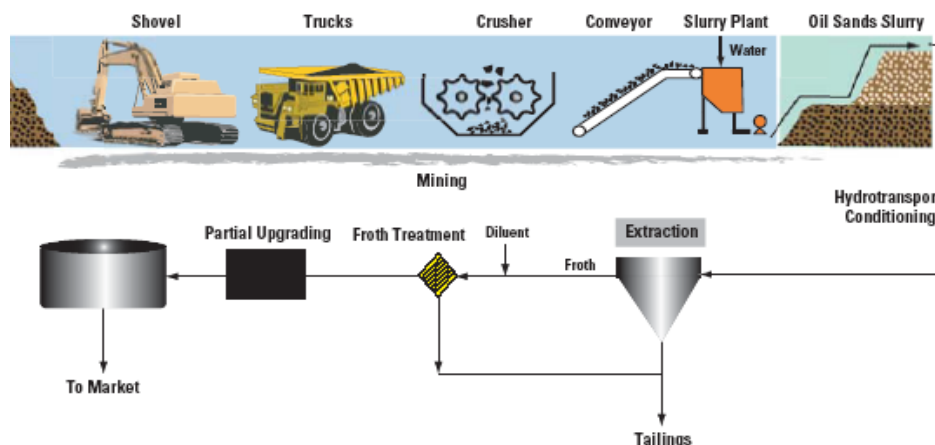 Shovel
Trucks
Crusher
Conveyor
Slurry Plant
Oil Sands Slurry
Water
Mining
Hydrotranspor
Conditioning
Partial Upgrading
Froth Treatment
Diluent
Froth
Extraction
To Market
Tailings